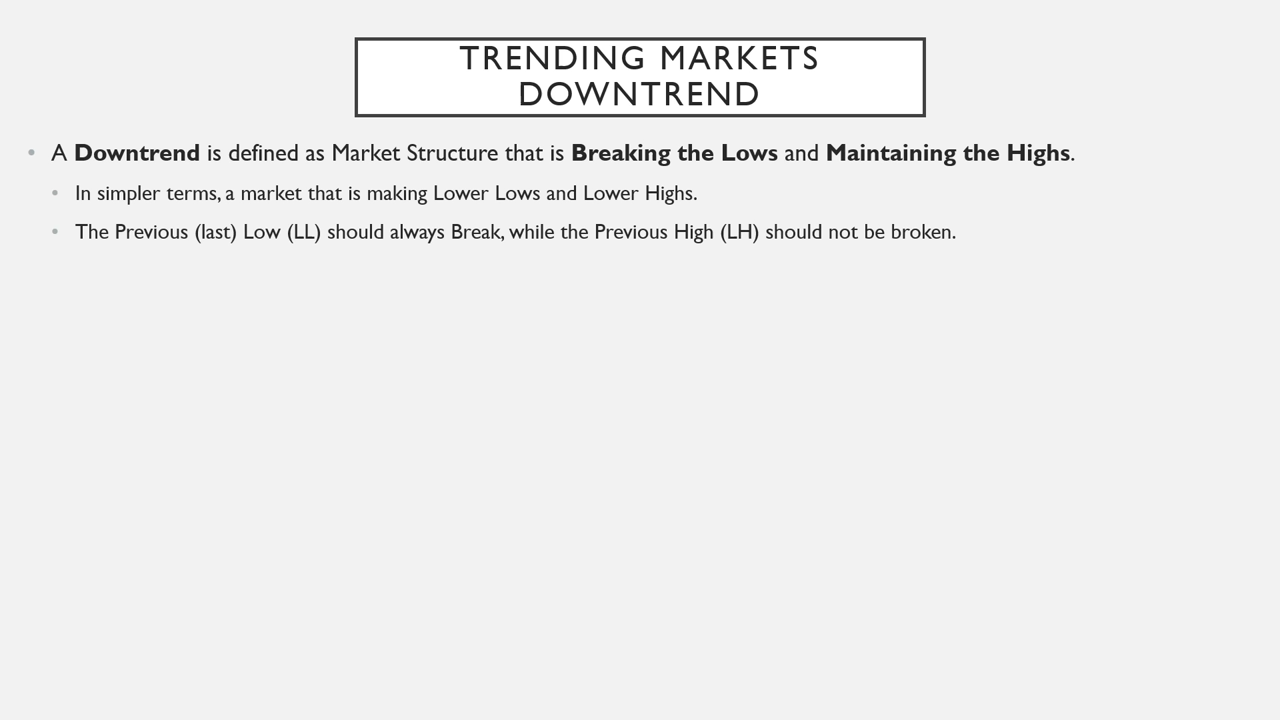 TRENDING MARKETS
DOWNTREND
• A Downtrend is defined as Market Structure that is Breaking the Lows and Maintaining the Highs.
• In simpler terms, a market that is making Lower Lows and Lower Highs.
• The Previous (last) Low (LL) should always Break, while the Previous High (LH) should not be broken.